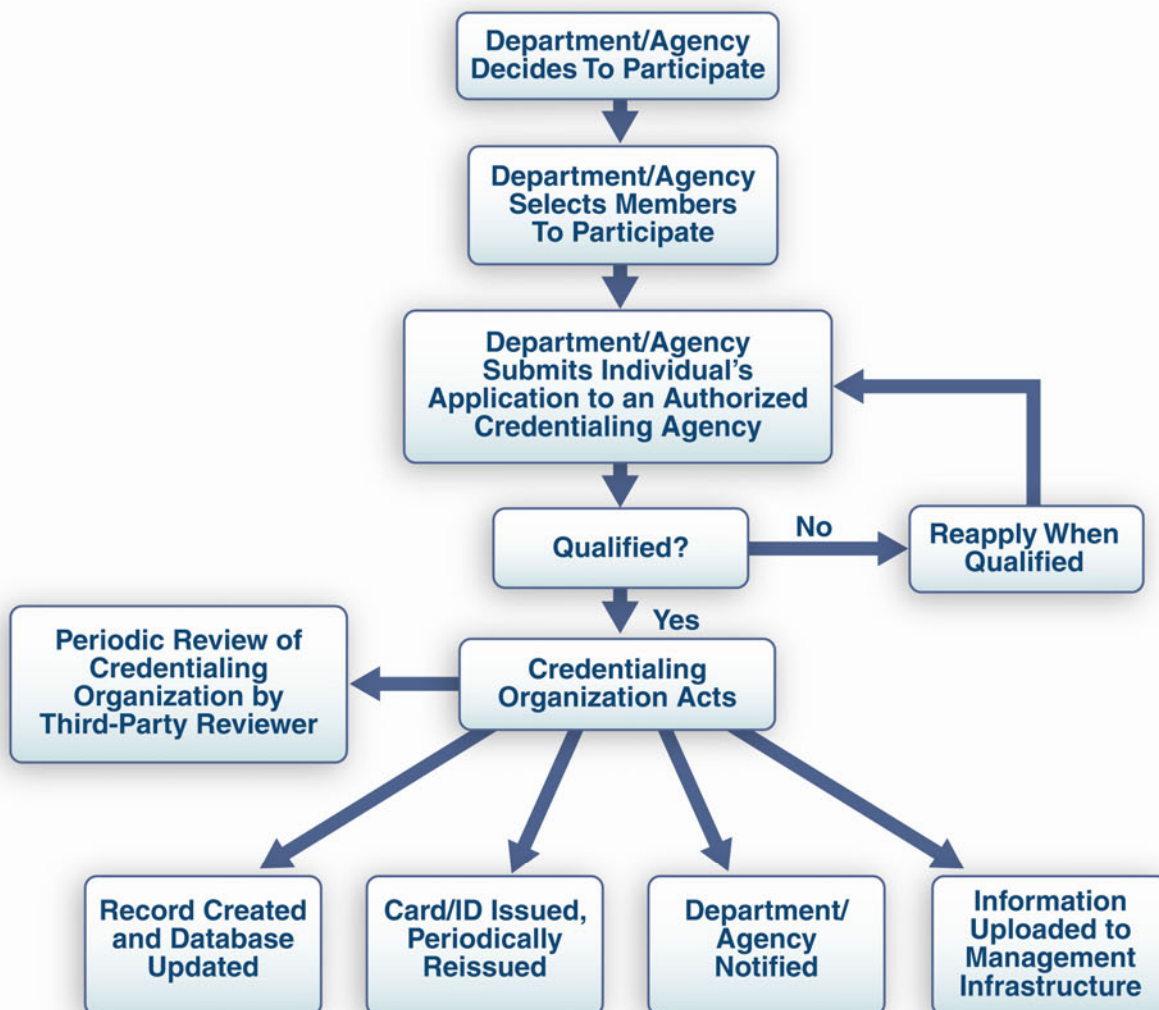 Department/Agency
Decides To Participate
Department/Agency
Selects Members
To Participate
Department/Agency
Submits Individual’s
Application to an Authorized
Credentialing Agency
Qualified?
No
Reapply When
Qualified
Yes
Periodic Review of
Credentialing
Organization by
Third-Party Reviewer
Credentialing
Organization Acts
Record Created
and Database
Updated
Card/ID Issued,
Periodically
Reissued
Department/
Agency
Notified
Information
Uploaded to
Management
Infrastructure